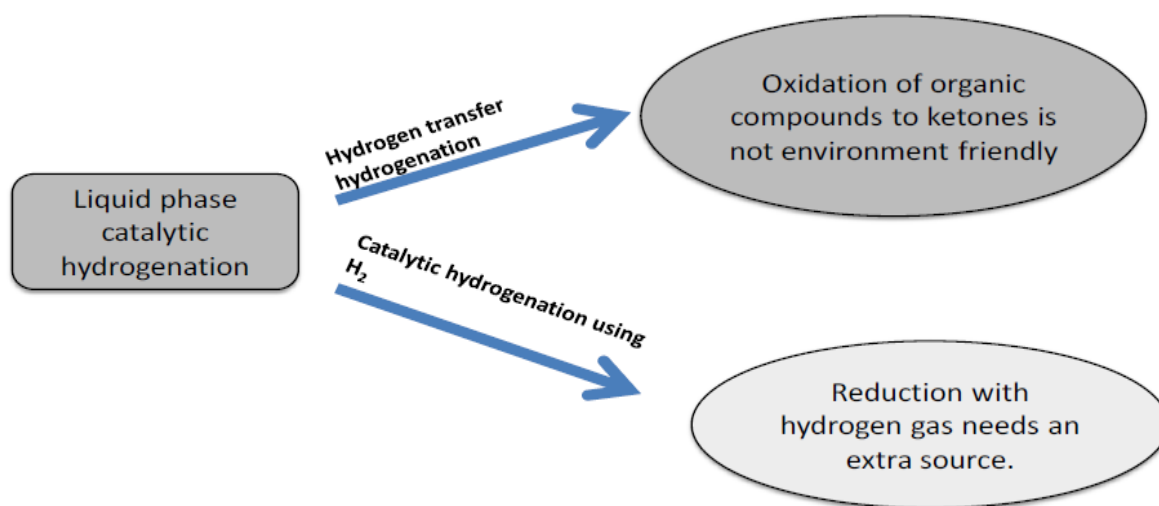 Liquid phase
catalytic
hydrogenation
Hydrogen transfer
hydrogenation
Oxidation of organic
compounds to ketones is
not environment friendly
Catalytic hydrogenation using
H₂
Reduction with
hydrogen gas needs an
extra source.